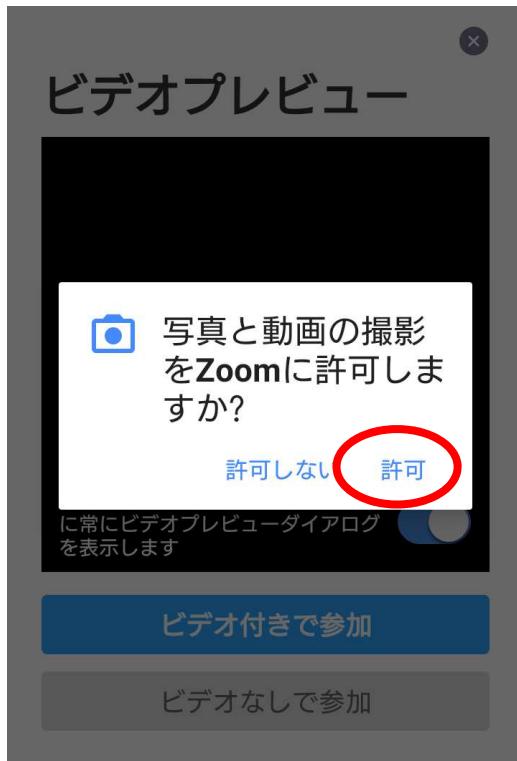 ビデオプレビュー
写真と動画の撮影
をZoomに許可しま
すか?
許可しない
許可
に常にビデオプレビューダイアログ
を表示します
ビデオ付きで参加
ビデオなしで参加